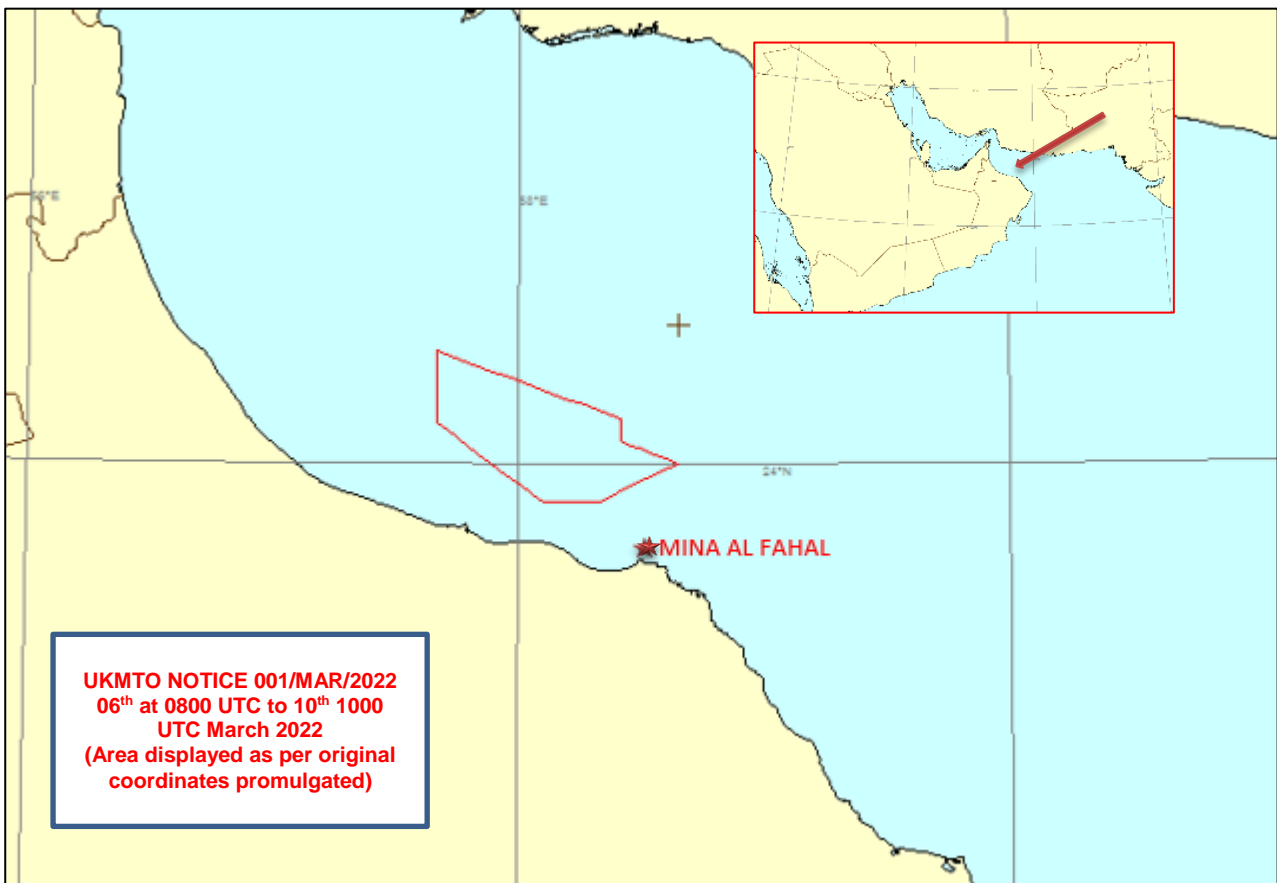 56°E
58°E
24°N
MINA AL FAHAL
UKMTO NOTICE 001/MAR/2022
06th at 0800 UTC to 10th 1000
UTC March 2022
(Area displayed as per original
coordinates promulgated)